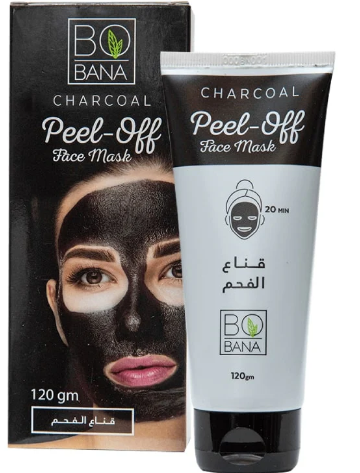 BO
BANA
CHARCOAL
Peel-Off
Face Mask
120 gm
قناع الفحم
CHARCOAL
Peel-Off
Face Mask
20 MIN
قناع
الفحم
BO
BANA
120gm